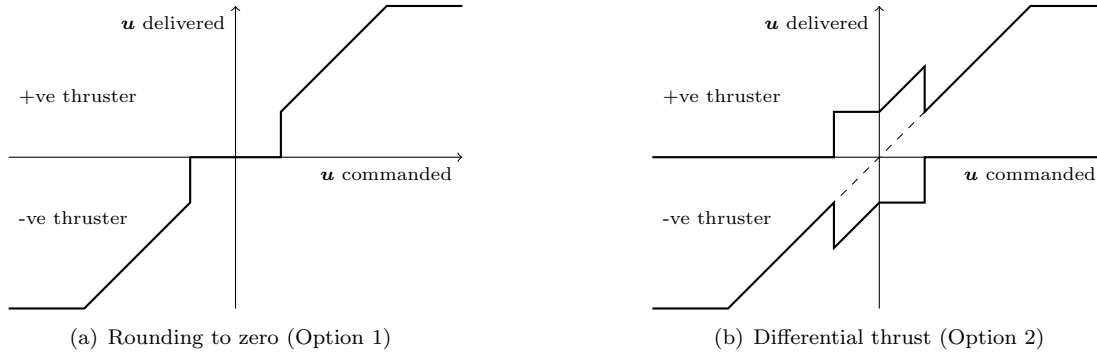 u delivered
+ve thruster
u commanded
-ve thruster
(a) Rounding to zero (Option 1)
u delivered
+ve thruster
u commanded
-ve thruster
(b) Differential thrust (Option 2)